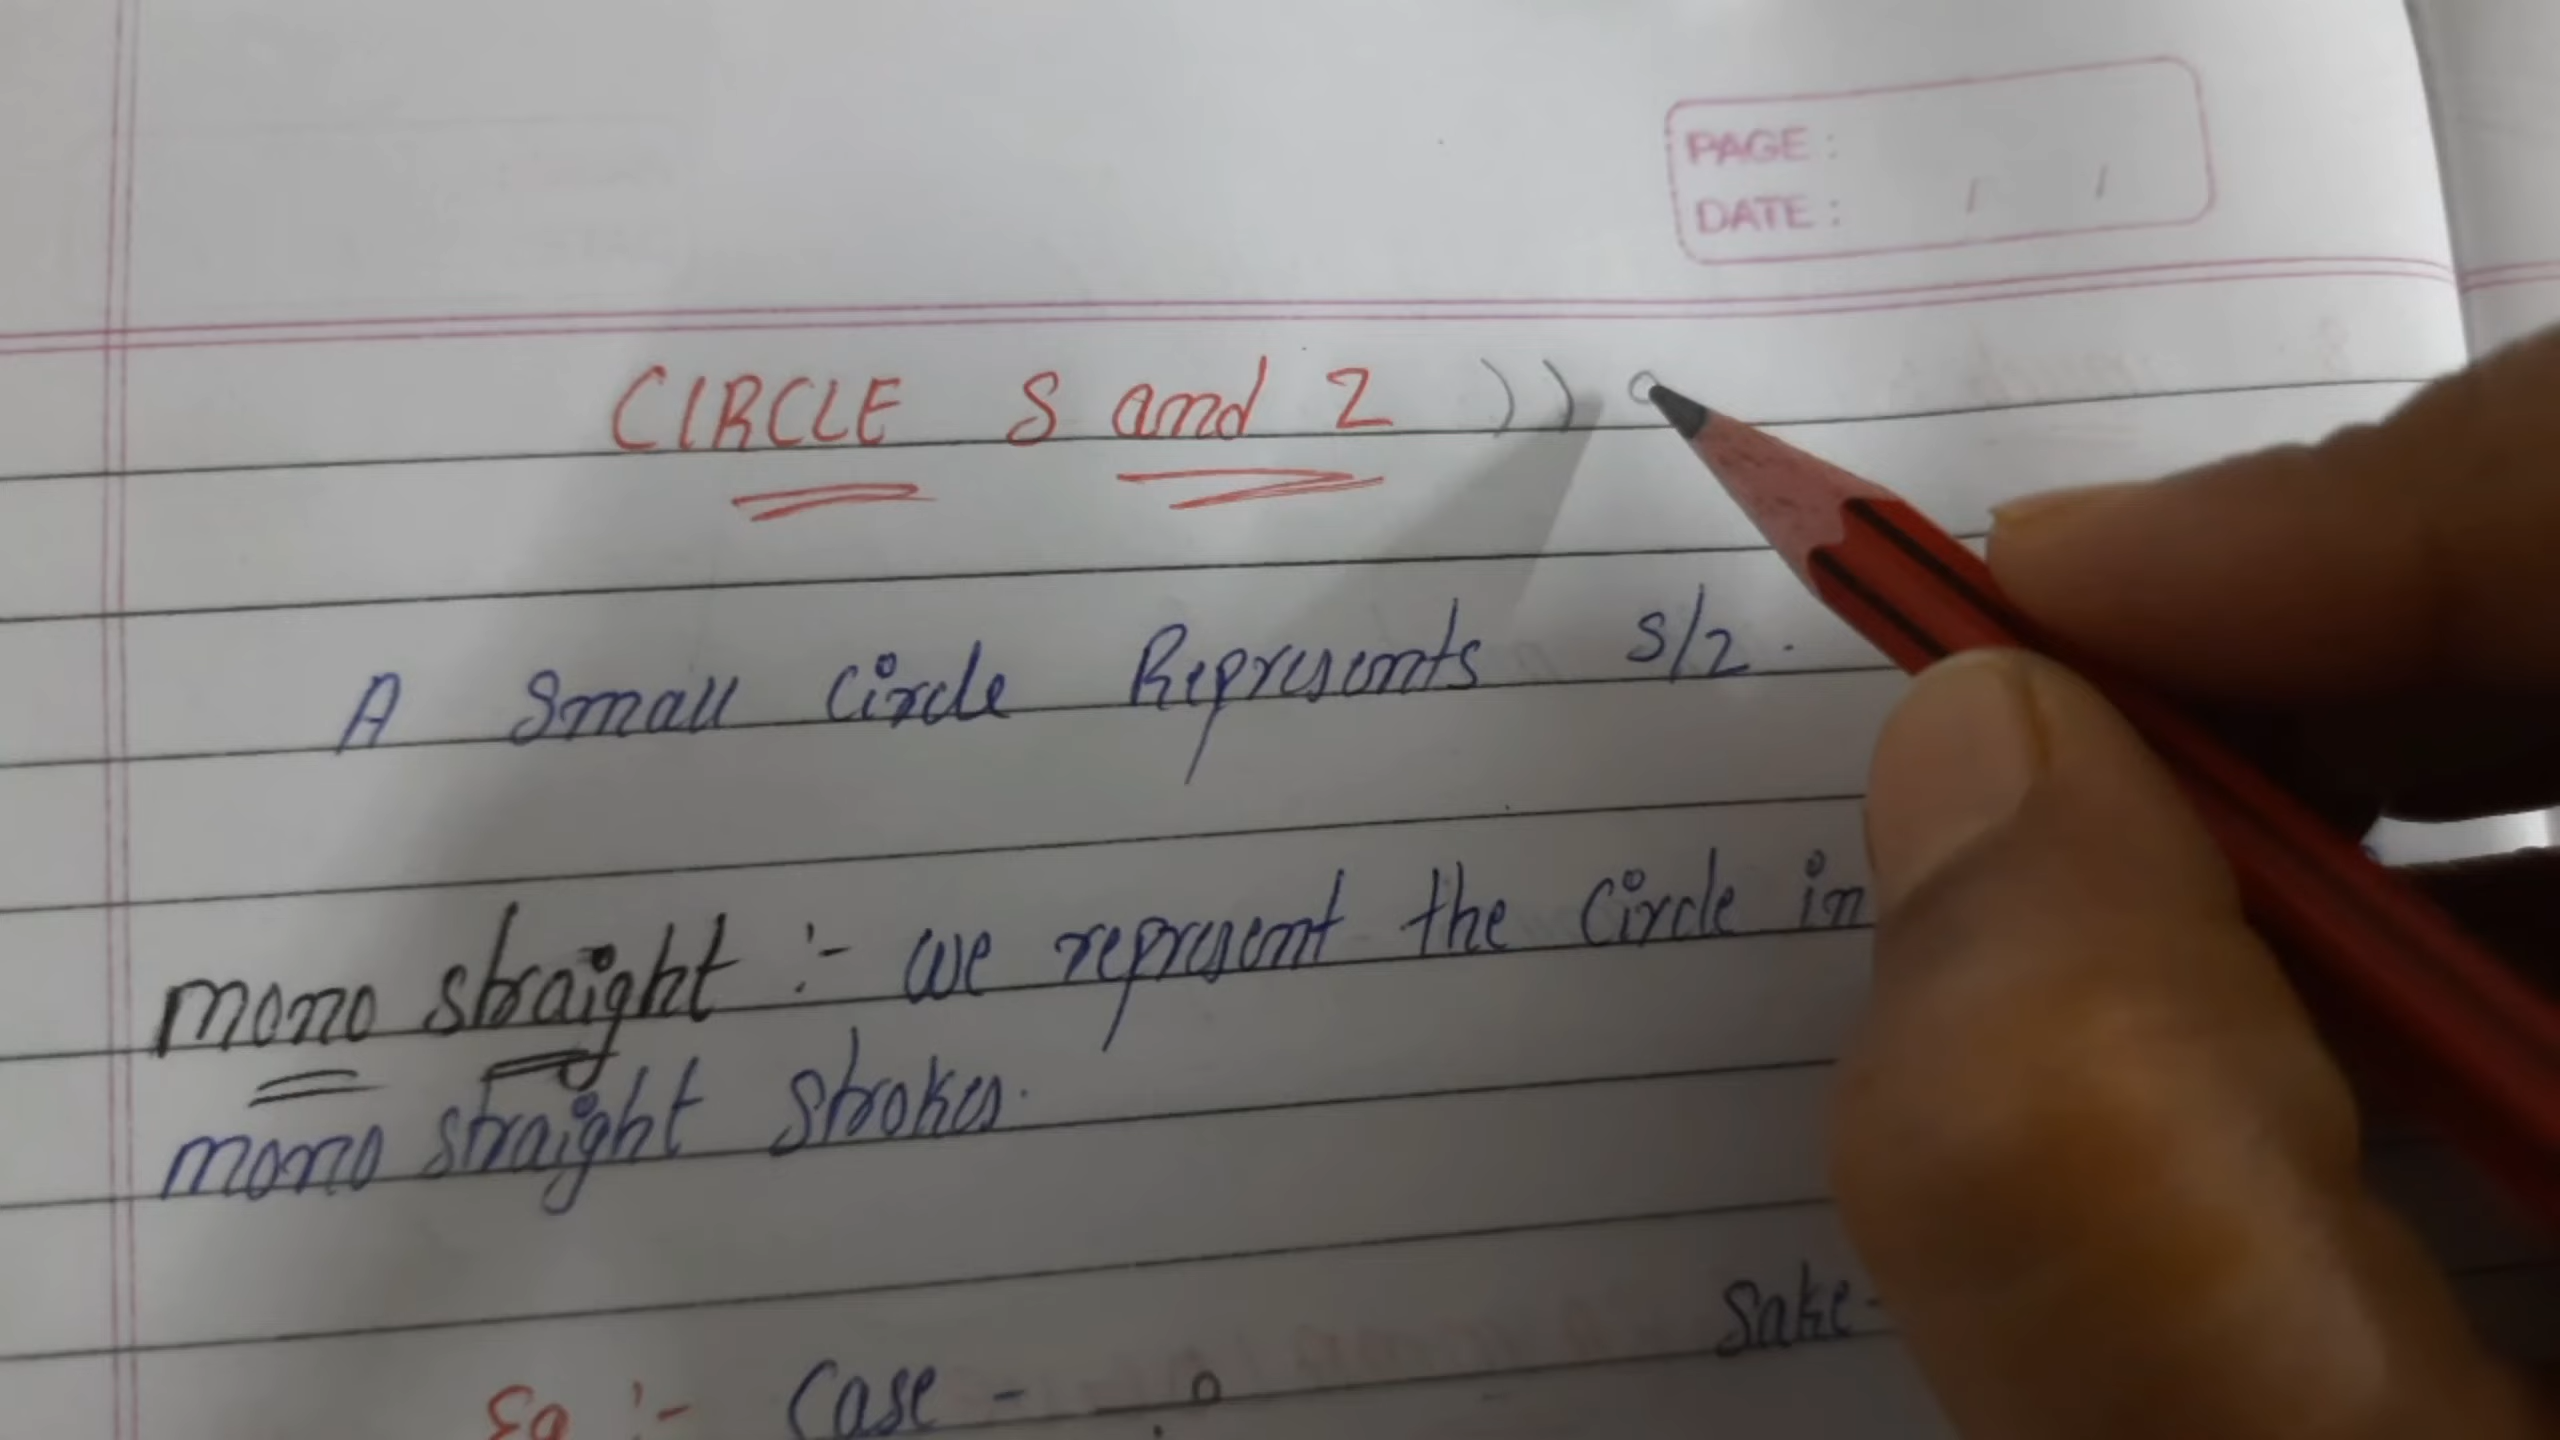 PAGE :
DATE : / /
CIRCLE S and Z ) ) o
A Small Circle Represents S/Z.
mono straight :- we represent the Circle in
mono straight strokes.
Sake-
Eg :- Case -